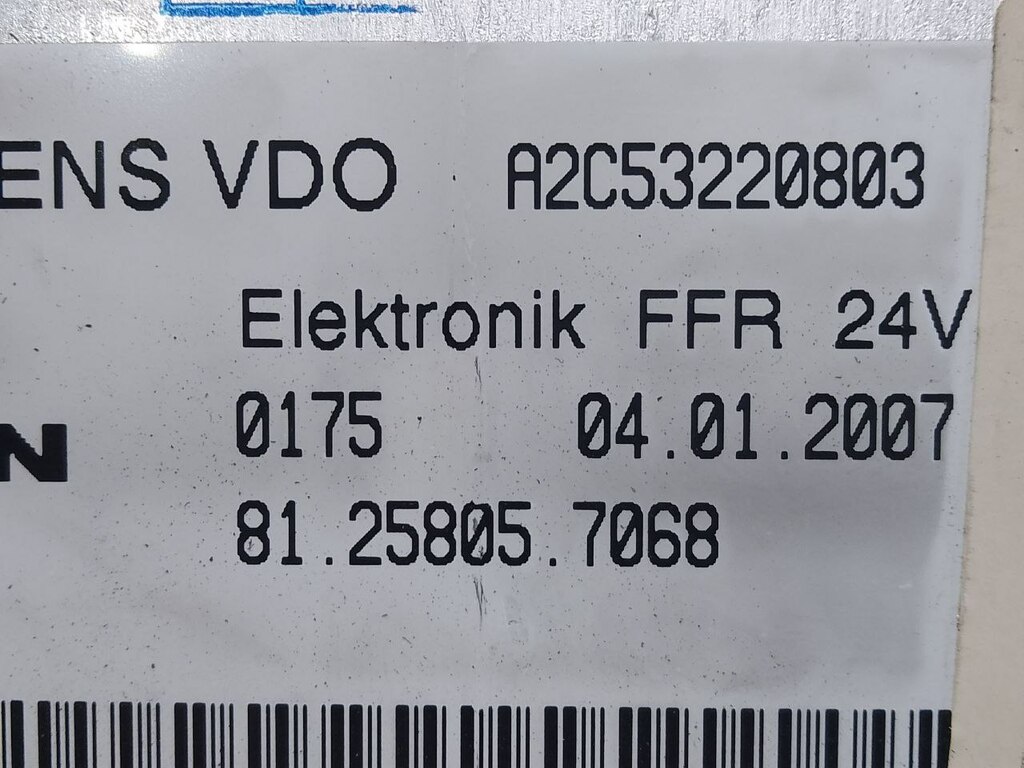 ENS VDO A2C53220803
Elektronik FFR 24V
N
0175 04.01.2007
81.25805.7068